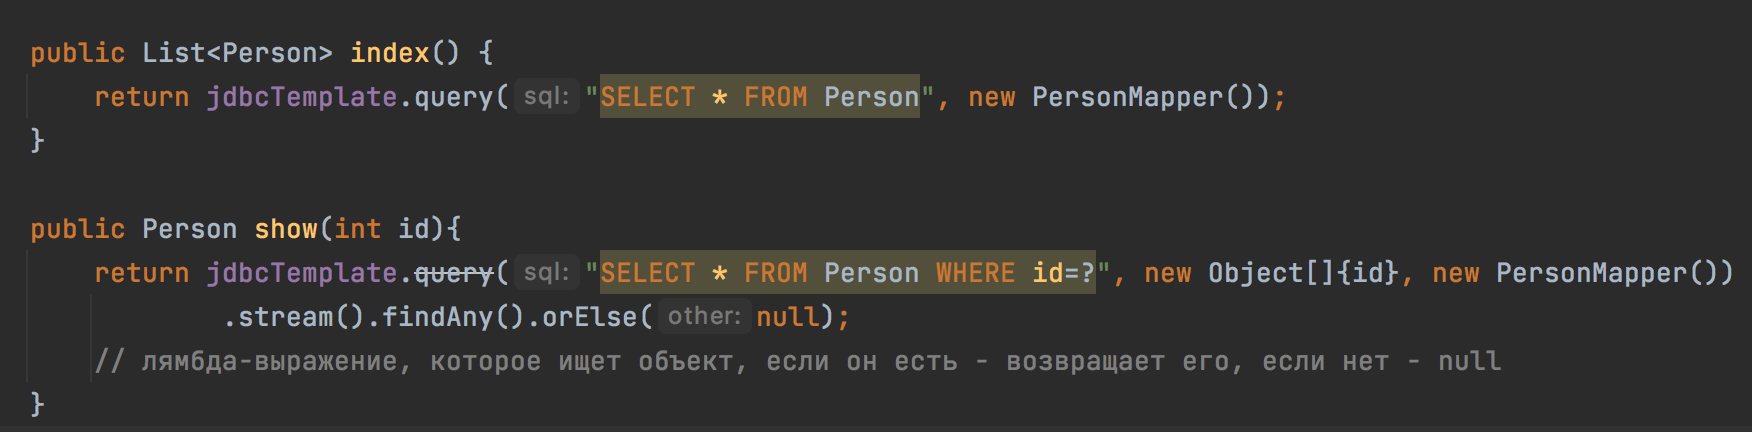 public List<Person> index() {
return jdbcTemplate.query( sql: "SELECT * FROM Person", new PersonMapper());
}
public Person show(int id){
return jdbcTemplate.query( sql: "SELECT * FROM Person WHERE id=?", new Object[]{id}, new PersonMapper())
.stream().findAny().orElse( other: null);
// лямбда-выражение, которое ищет объект, если он есть - возвращает его, если нет - null
}